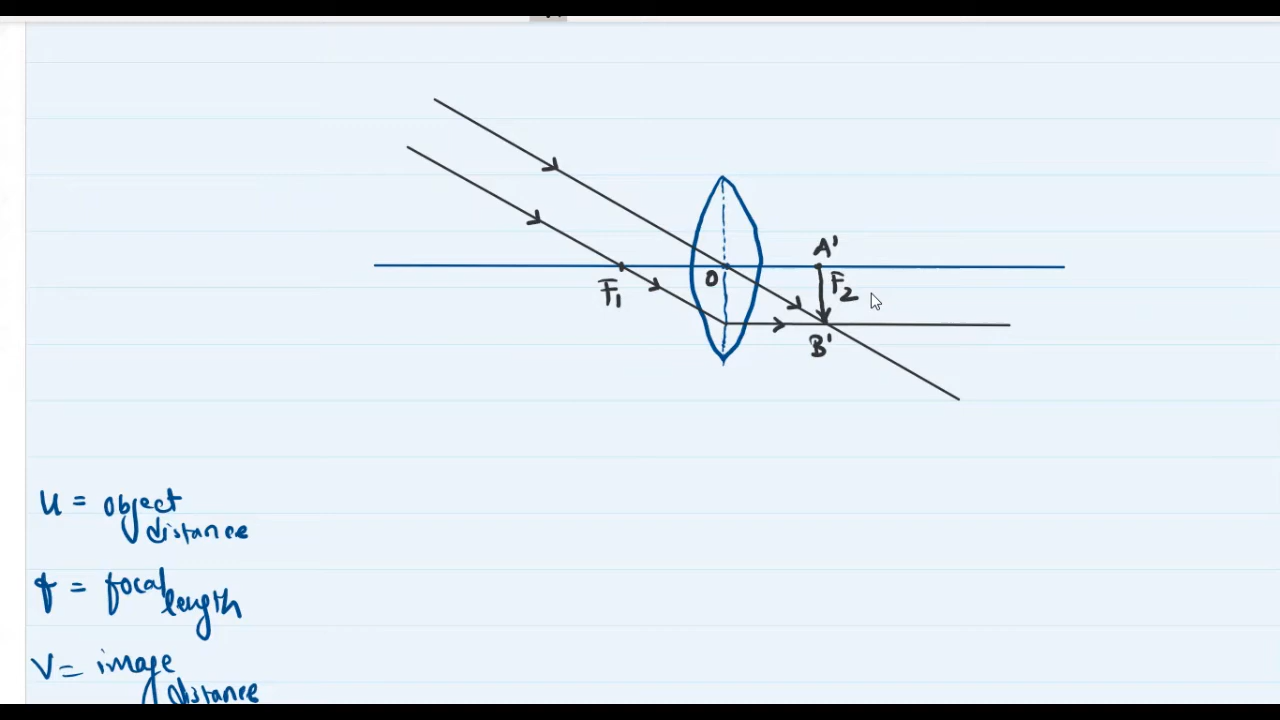 A'
O
F₁
F₂
B'
u = object
distance
f = focal
length
V = image
distance